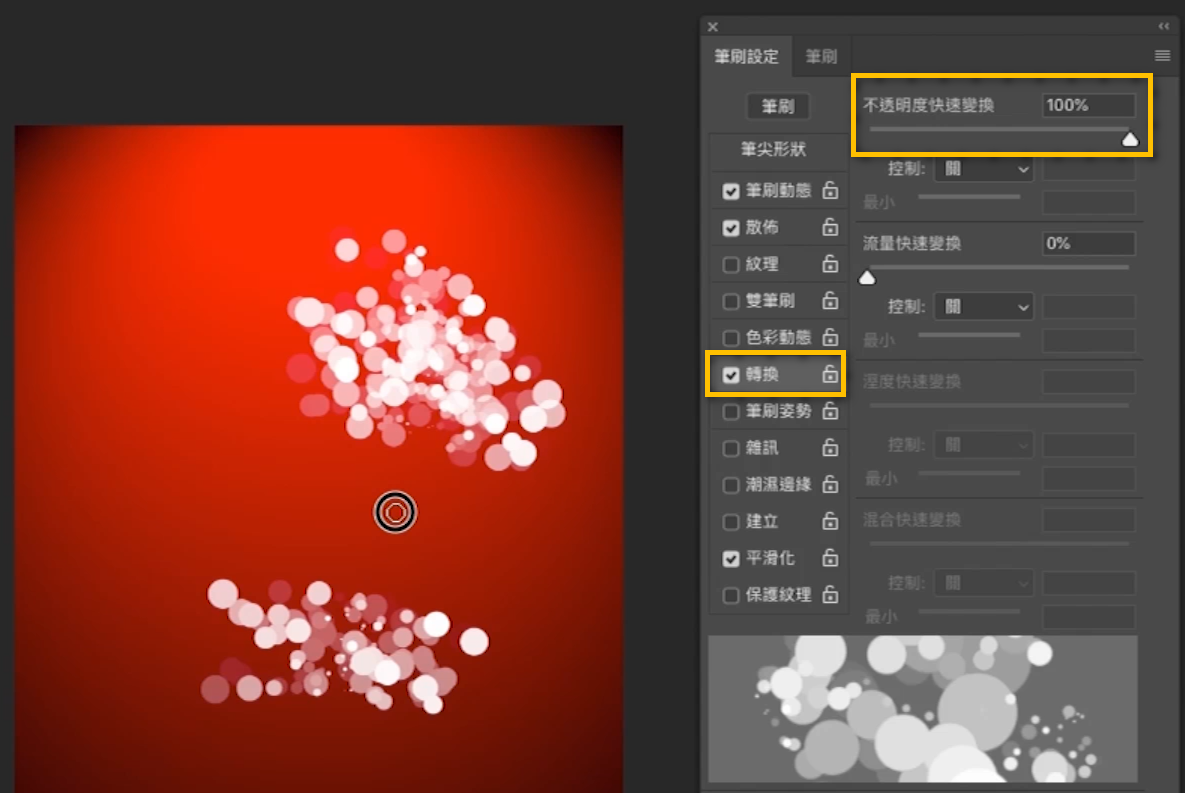 筆刷設定
筆刷
筆刷
筆尖形狀
筆刷動態
散佈
紋理
雙筆刷
色彩動態
轉換
筆刷姿勢
雜訊
潮濕邊緣
建立
平滑化
保護紋理
不透明度快速變換 100%
控制: 關
最小
流量快速變換 0%
控制: 關
最小
溼度快速變換
控制: 關
最小
混合快速變換
控制: 關
最小